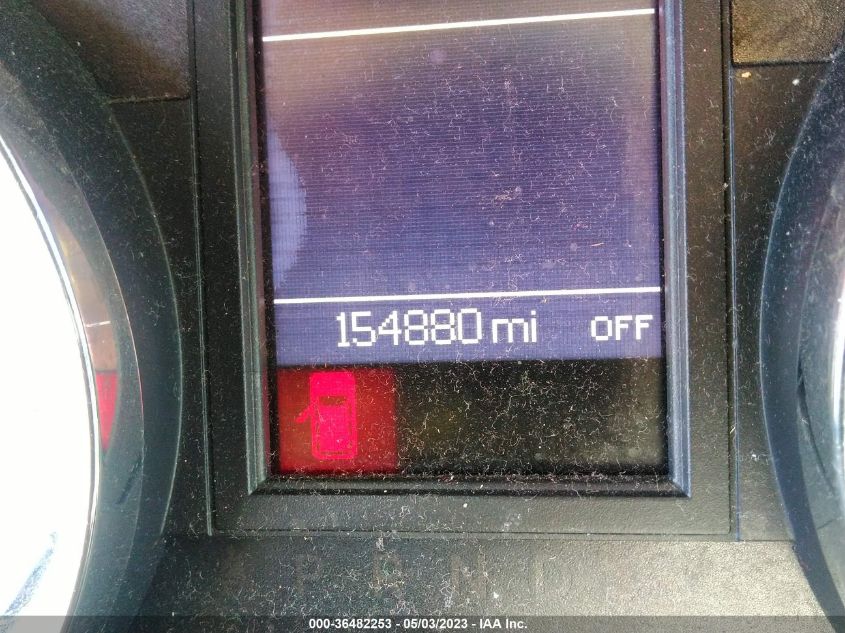 154880 mi OFF
P R N D
000-36482253 - 05/03/2023 - IAA Inc.